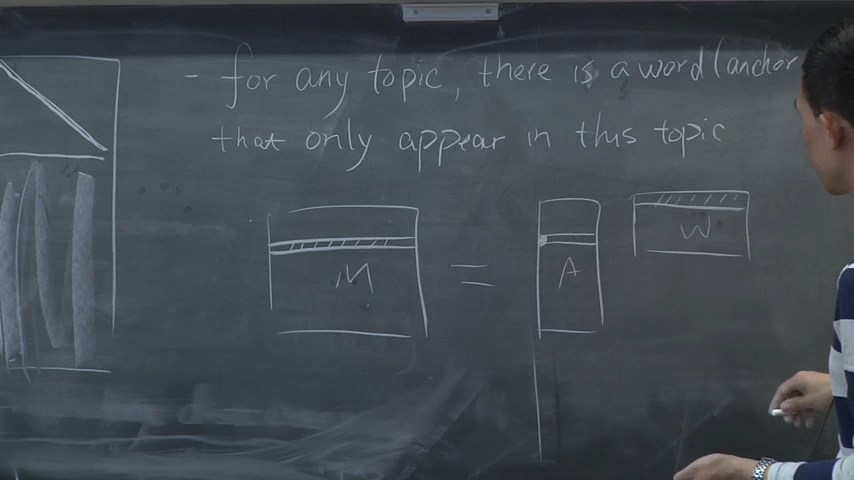 - for any topic, there is a word (anchor
that only appear in this topic
M = A W